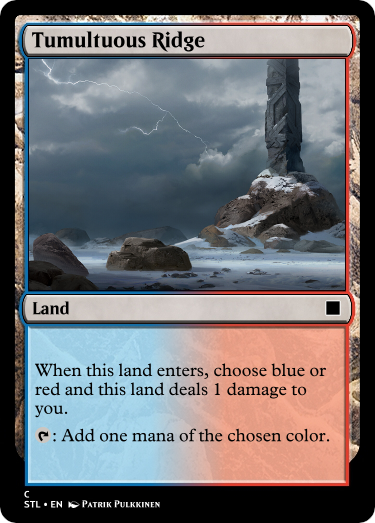 Tumultuous Ridge
Land
When this land enters, choose blue or
red and this land deals 1 damage to
you.
: Add one mana of the chosen color.
C
STL • EN Patrik Pulkkinen